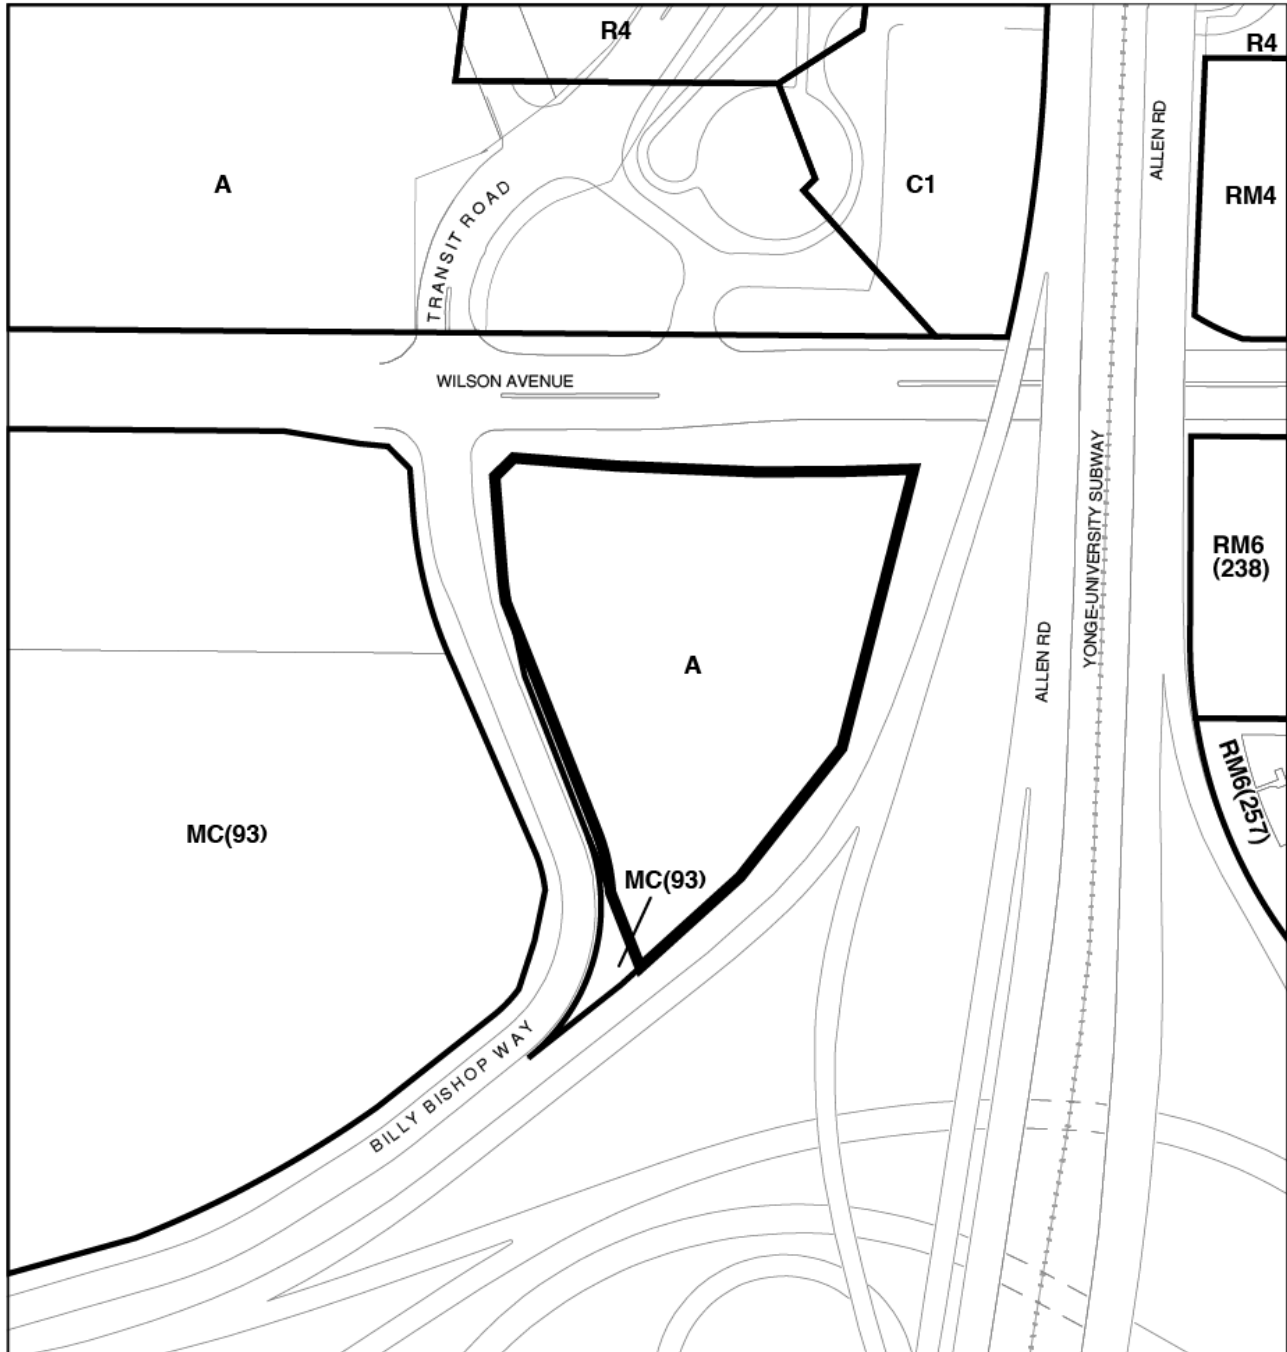 R4
R4
ALLEN RD
A
TRANSIT ROAD
C1
RM4
WILSON AVENUE
YONGE-UNIVERSITY SUBWAY
RM6
(238)
A
ALLEN RD
RM6(257)
MC(93)
MC(93)
BILLY BISHOP WAY